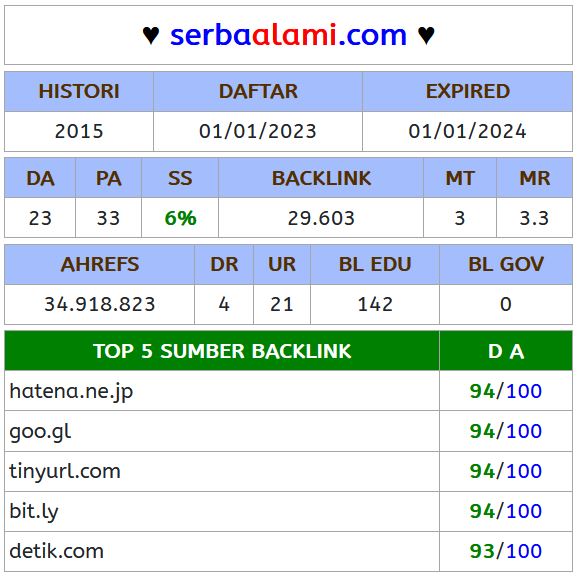 ♥ serbaalami.com ♥
HISTORI DAFTAR EXPIRED
2015 01/01/2023 01/01/2024
DA PA SS BACKLINK MT MR
23 33 6% 29.603 3 3.3
AHREFS DR UR BL EDU BL GOV
34.918.823 4 21 142 0
TOP 5 SUMBER BACKLINK D A
hatena.ne.jp 94/100
goo.gl 94/100
tinyurl.com 94/100
bit.ly 94/100
detik.com 93/100